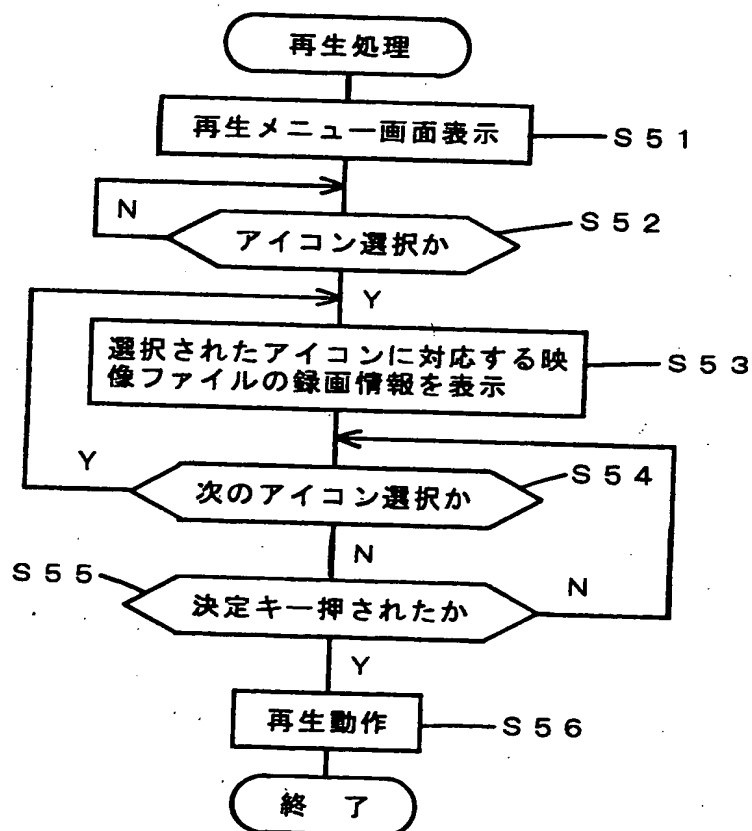 再生処理
再生メニュー画面表示
S51
N
アイコン選択か
S52
Y
選択されたアイコンに対応する映
像ファイルの録画情報を表示
S53
Y
次のアイコン選択か
S54
N
S55
決定キー押されたか
N
Y
再生動作
S56
終 了